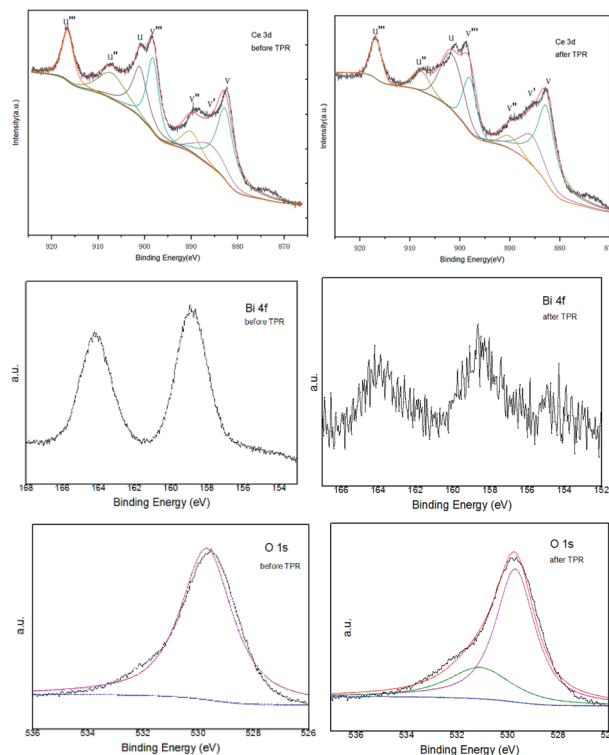 u'''
u''
u
v'''
v''
v'
v
Ce 3d
before TPR
Intensity(a.u.)
920
910
900
890
880
870
Binding Energy(eV)
u'''
u''
u
v'''
v''
v'
v
Ce 3d
after TPR
Intensity(a.u.)
920
910
900
890
880
870
Binding Energy(eV)
Bi 4f
before TPR
a.u.
168
166
164
162
160
158
156
154
Binding Energy (eV)
Bi 4f
after TPR
a.u.
166
164
162
160
158
156
154
152
Binding Energy (eV)
O 1s
before TPR
a.u.
536
534
532
530
528
526
Binding Energy (eV)
O 1s
after TPR
a.u.
536
534
532
530
528
Binding Energy (eV)